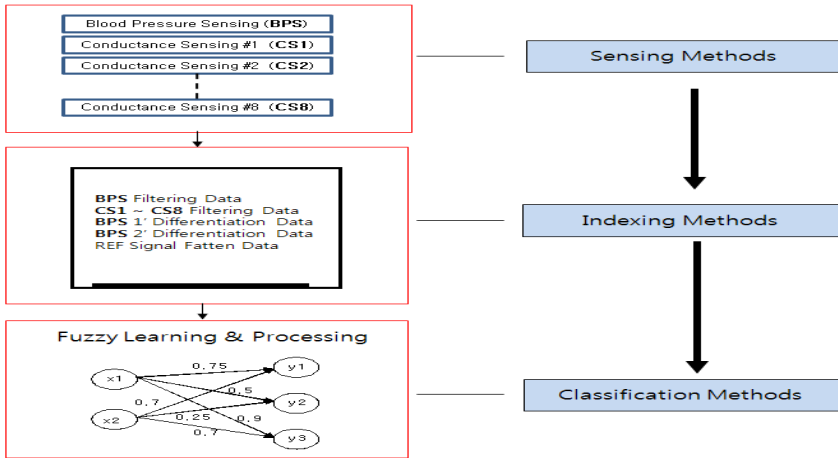 Blood Pressure Sensing (BPS)
Conductance Sensing #1 (CS1)
Conductance Sensing #2 (CS2)
Conductance Sensing #8 (CS8)
Sensing Methods
BPS Filtering Data
CS1 ~ CS8 Filtering Data
BPS 1' Differentiation Data
BPS 2' Differentiation Data
REF Signal Fatten Data
Indexing Methods
Fuzzy Learning & Processing
x1
x2
0.75
0.5
0.7
0.25
0.9
0.7
y1
y2
y3
Classification Methods